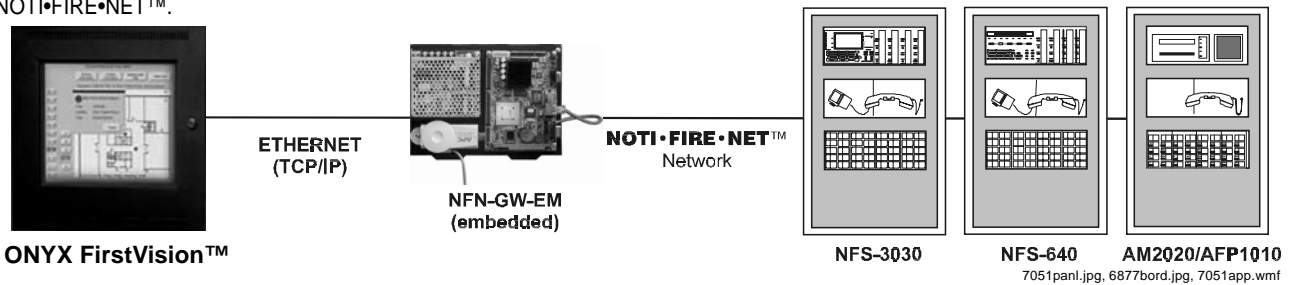 NOTI•FIRE•NET™.
ETHERNET
(TCP/IP)
NFN-GW-EM
(embedded)
NOTI•FIRE•NET™
Network
ONYX FirstVision™
NFS-3030
NFS-640
AM2020/AFP1010
7051panl.jpg, 6877bord.jpg, 7051app.wmf